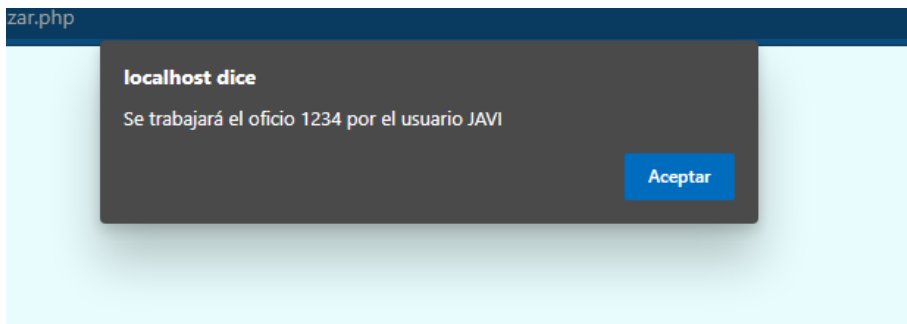 zar.php
localhost dice
Se trabajará el oficio 1234 por el usuario JAVI
Aceptar